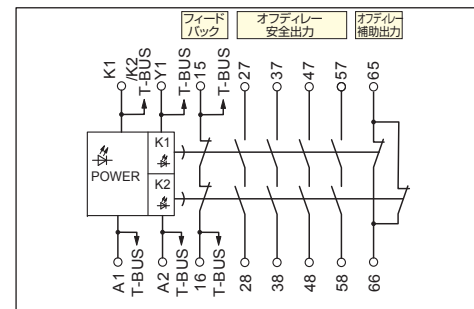 フィード
バック
オフディレー
安全出力
オフディレー
補助出力
K1
/K2
T-BUS
Y1
T-BUS
15
T-BUS
27
37
47
57
65
POWER
K1
K2
A1
T-BUS
A2
T-BUS
16
T-BUS
28
38
48
58
66